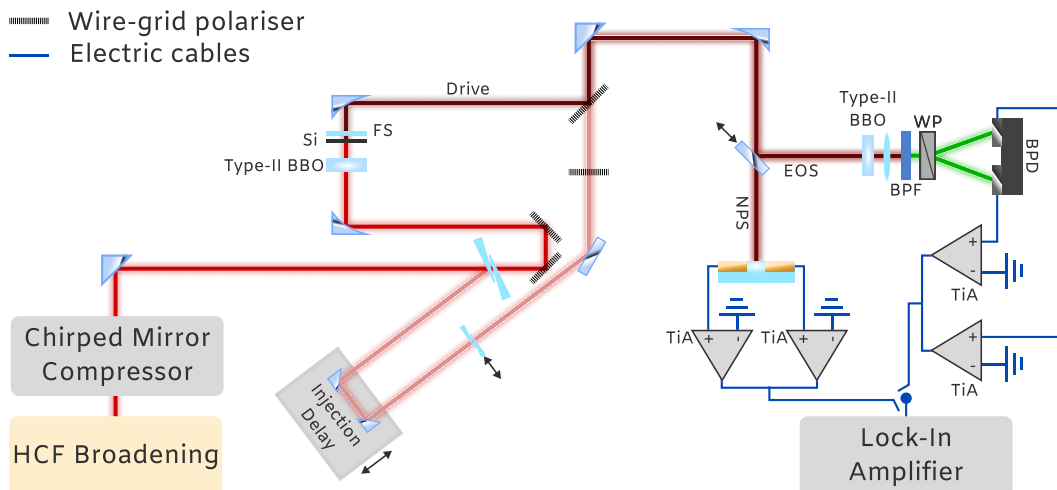 Wire-grid polariser
Electric cables
Drive
FS
Si
Type-II BBO
Type-II
BBO
WP
BPD
EOS
BPF
NPS
TiA
+
-
TiA
+
-
TiA
+
-
TiA
+
-
Chirped Mirror
Compressor
Injection
Delay
HCF Broadening
Lock-In
Amplifier